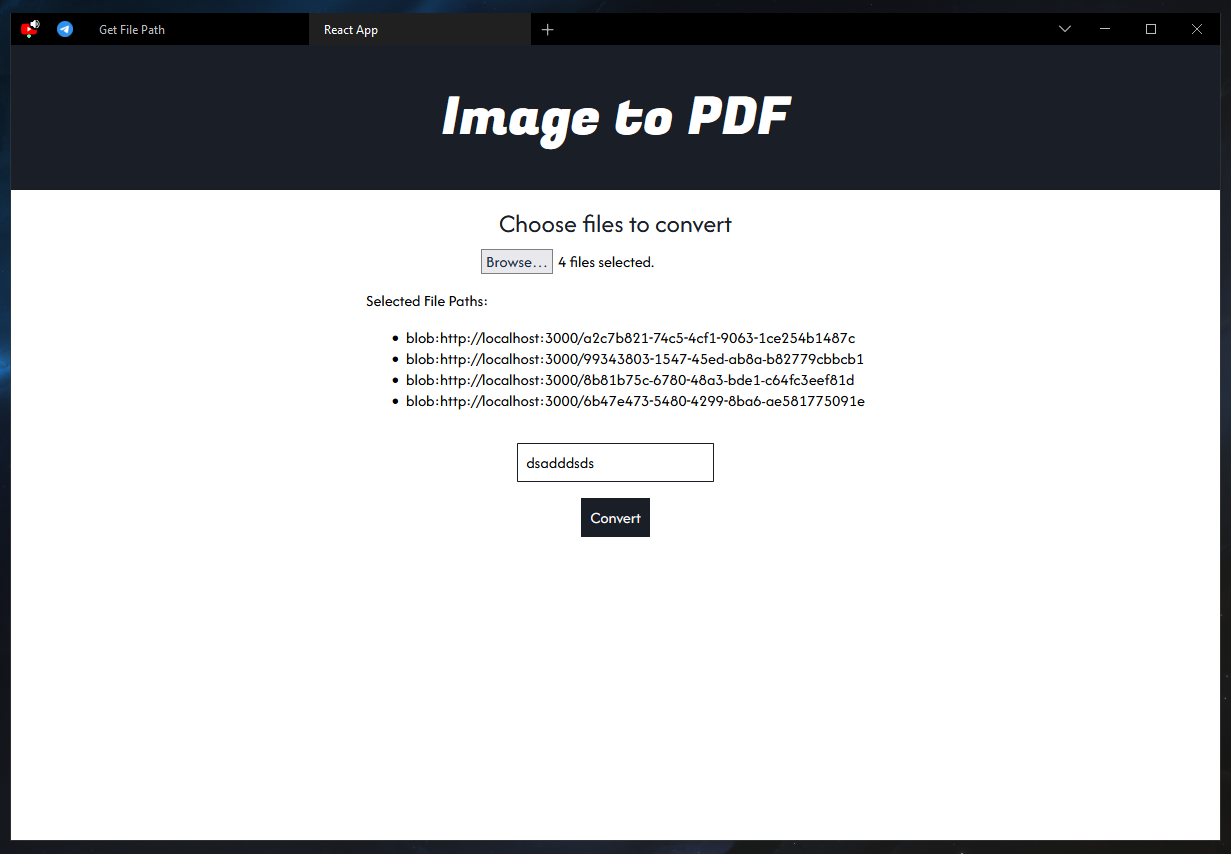 Get File Path
React App
Image to PDF
Choose files to convert
Browse... 4 files selected.
Selected File Paths:
blob:http://localhost:3000/a2c7b821-74c5-4cf1-9063-1ce254b1487c
blob:http://localhost:3000/99343803-1547-45ed-ab8a-b82779cbbcb1
blob:http://localhost:3000/8b81b75c-6780-48a3-bde1-c64fc3eef81d
blob:http://localhost:3000/6b47e473-5480-4299-8ba6-ae581775091e
dsadddsds
Convert